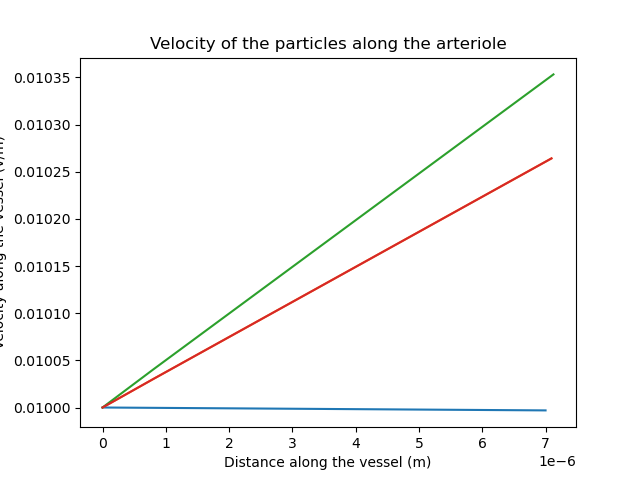 Velocity of the particles along the arteriole
0.01035
0.01030
0.01025
0.01020
0.01015
0.01010
0.01005
0.01000
0 1 2 3 4 5 6 7
1e−6
Distance along the vessel (m)